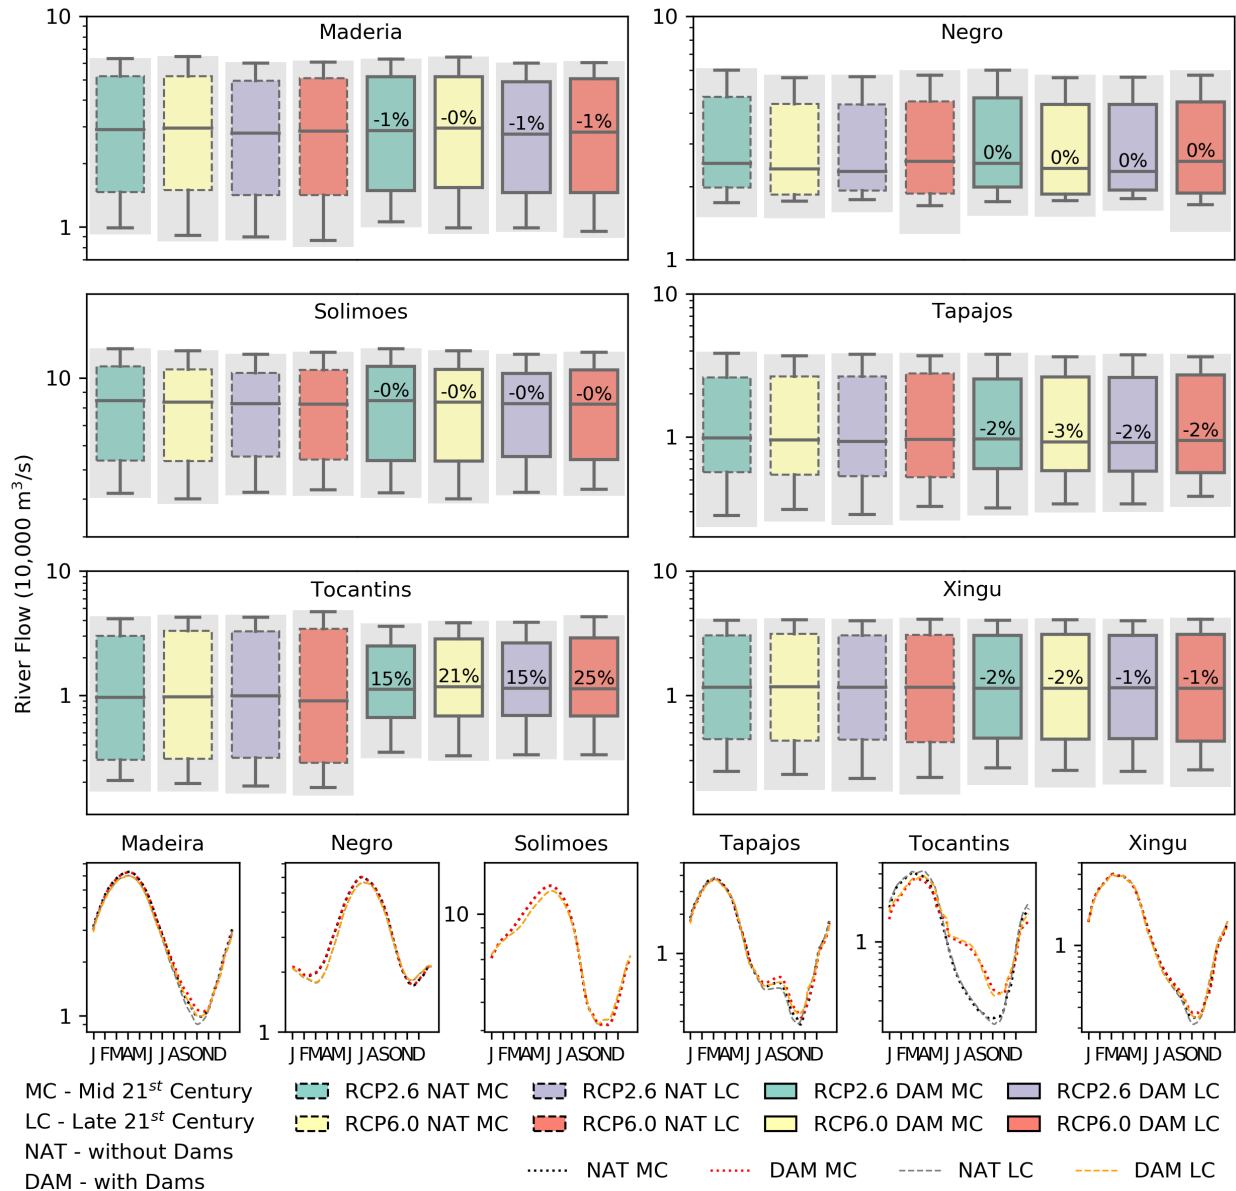 Maderia
10
1
-1%
-0%
-1%
-1%
Negro
10
1
0%
0%
0%
0%
Solimoes
10
-0%
-0%
-0%
-0%
Tapajos
10
1
-2%
-3%
-2%
-2%
River Flow (10,000 m³/s)
Tocantins
10
1
15%
21%
15%
25%
Xingu
10
1
-2%
-2%
-1%
-1%
Madeira
1
J FMAMJ J ASOND
Negro
1
J FMAMJ J ASOND
Solimoes
10
J FMAMJ J ASOND
Tapajos
1
J FMAMJ J ASOND
Tocantins
1
J FMAMJ J ASOND
Xingu
1
J FMAMJ J ASOND
MC - Mid 21st Century
LC - Late 21st Century
NAT - without Dams
DAM - with Dams
RCP2.6 NAT MC
RCP2.6 NAT LC
RCP2.6 DAM MC
RCP2.6 DAM LC
RCP6.0 NAT MC
RCP6.0 NAT LC
RCP6.0 DAM MC
RCP6.0 DAM LC
NAT MC
DAM MC
NAT LC
DAM LC